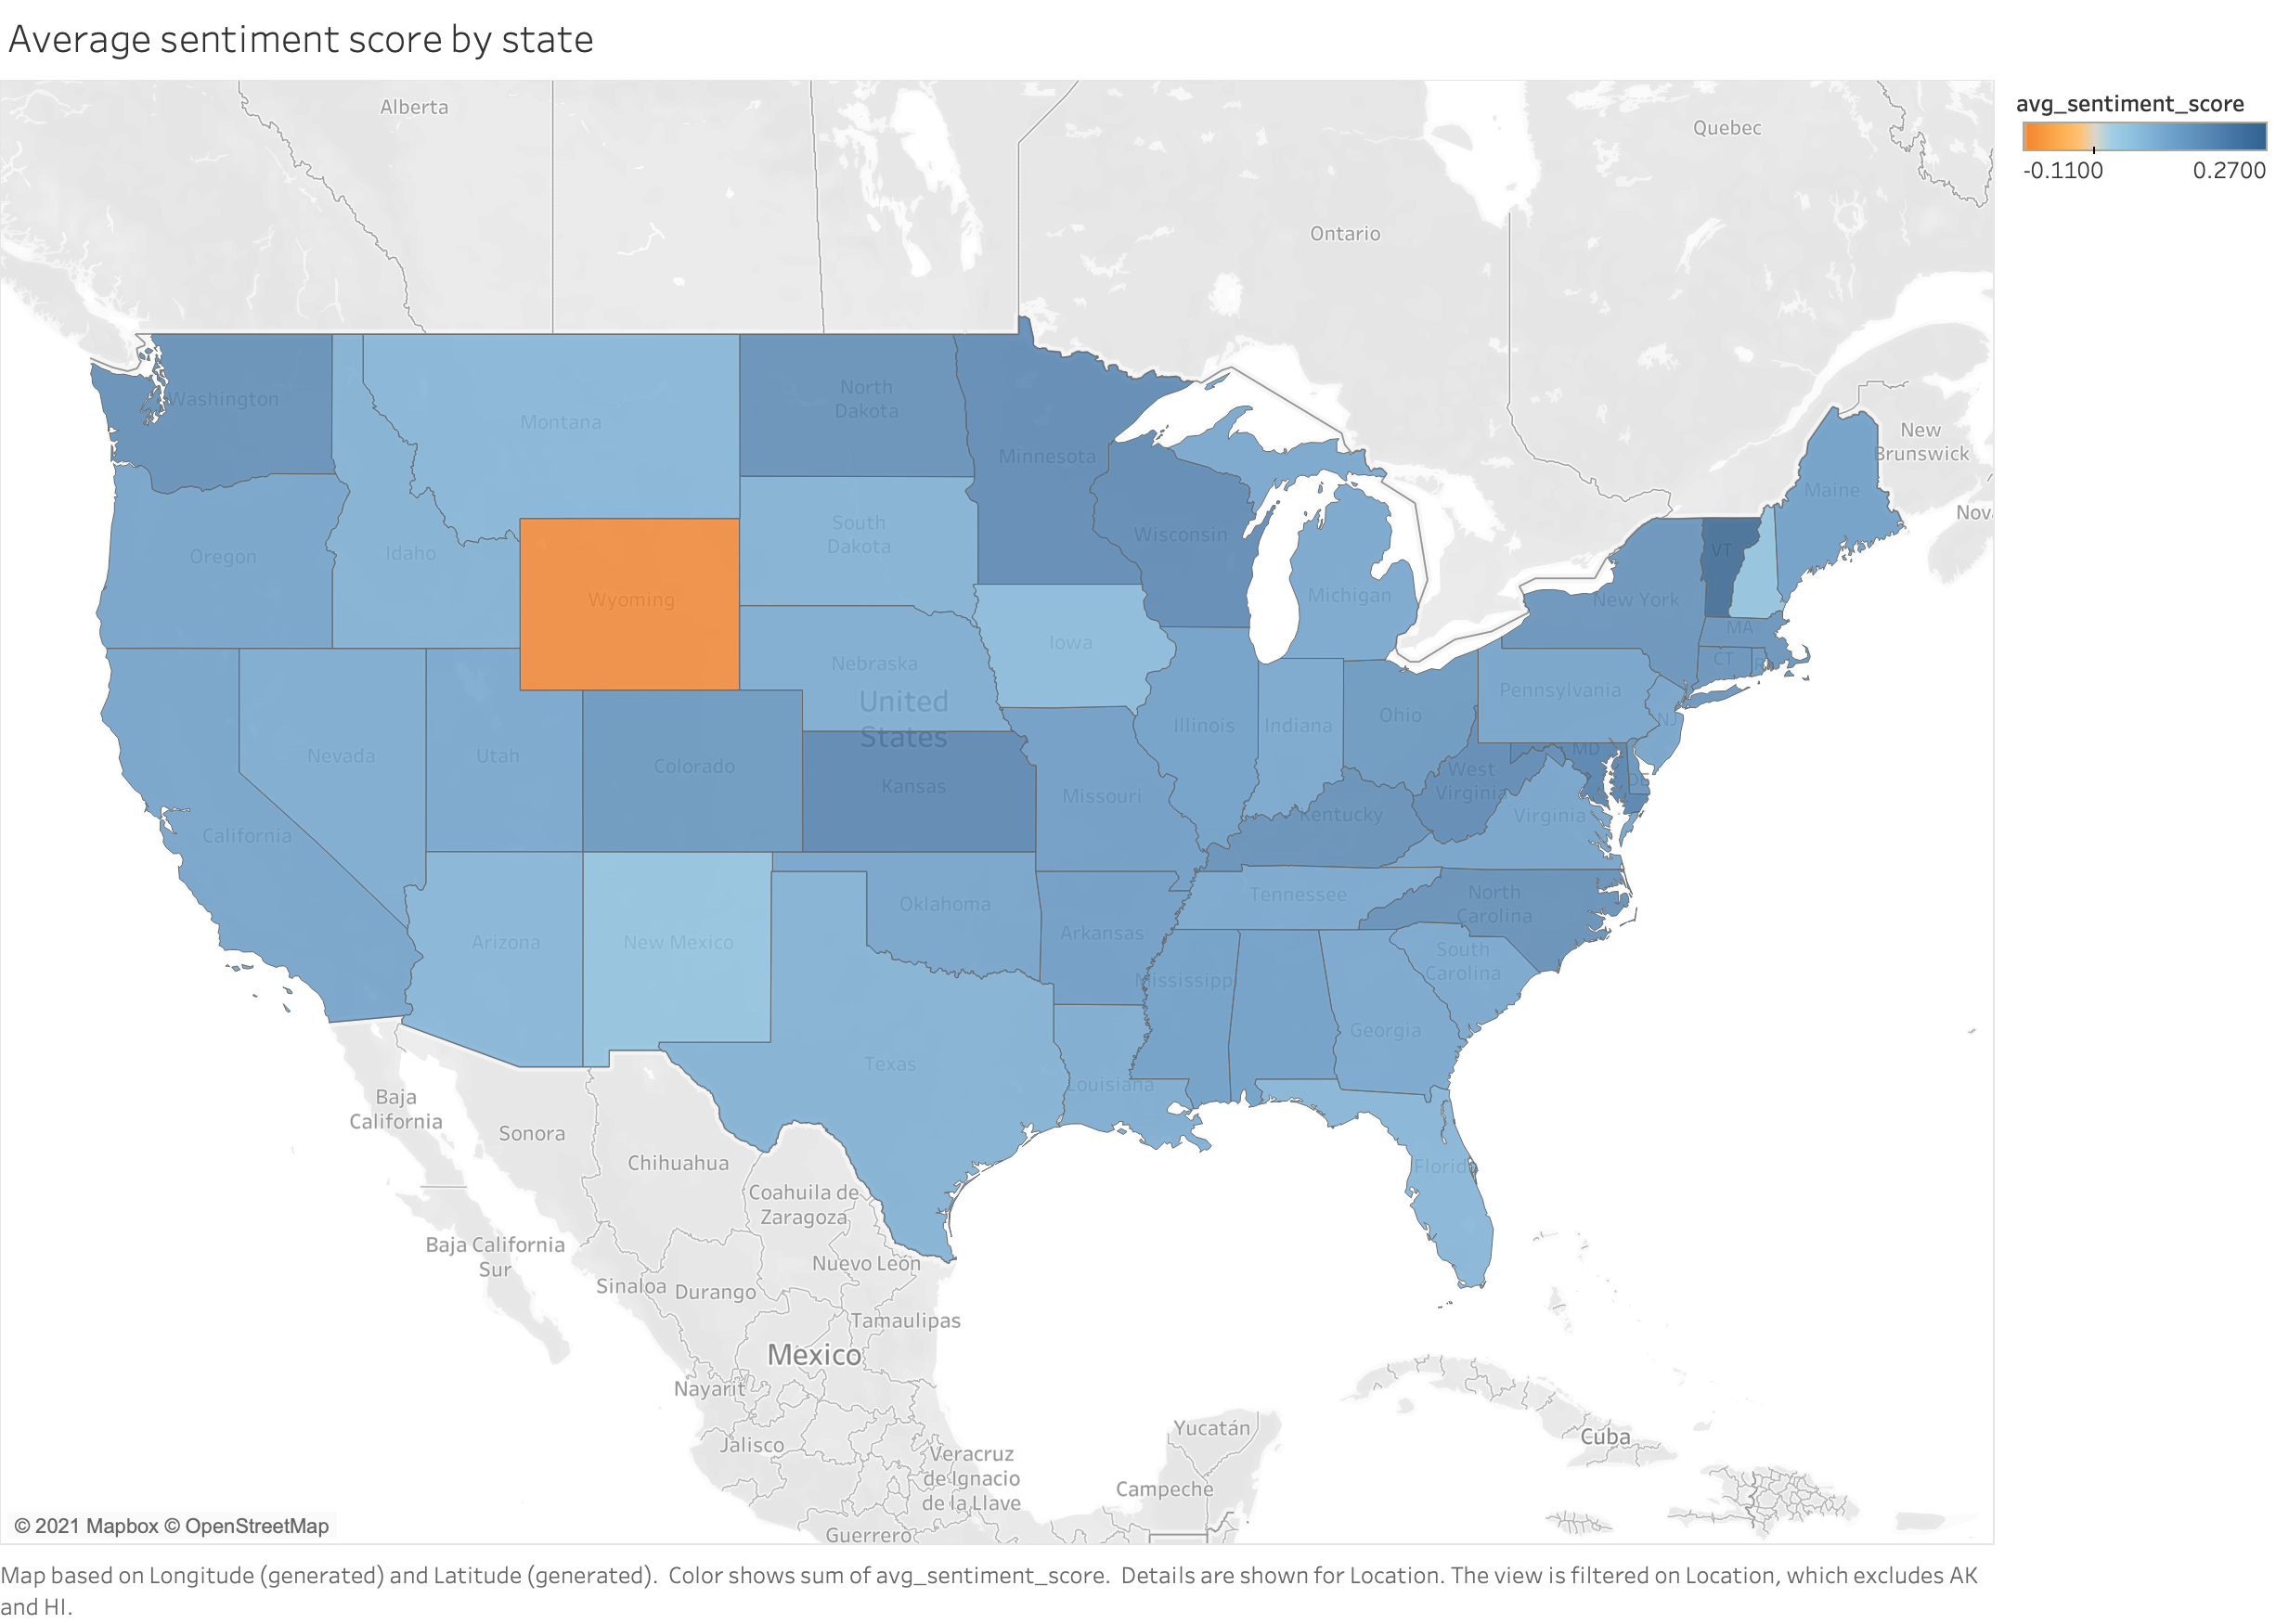 Average sentiment score by state
avg_sentiment_score
-0.1100
0.2700
Alberta
Quebec
Ontario
New
Brunswick
Washington
Montana
North
Dakota
Minnesota
Maine
South
Dakota
Wisconsin
VT
Oregon
Idaho
Wyoming
Michigan
New York
Iowa
MA
Nebraska
CT
Pennsylvania
United
States
Illinois
Indiana
Ohio
NJ
Nevada
Utah
Colorado
Kansas
Missouri
West
Virginia
MD
DE
California
Kentucky
Virginia
Tennessee
North
Carolina
Oklahoma
Arkansas
Arizona
New Mexico
South
Carolina
Mississippi
Georgia
Texas
Louisiana
Florida
Baja
California
Sonora
Chihuahua
Coahuila de
Zaragoza
Baja California
Sur
Nuevo León
Sinaloa
Durango
Tamaulipas
Mexico
Nayarit
Jalisco
Yucatán
Cuba
Veracruz
de Ignacio
de la Llave
Campeche
Guerrero
© 2021 Mapbox © OpenStreetMap
Map based on Longitude (generated) and Latitude (generated).  Color shows sum of avg_sentiment_score.  Details are shown for Location. The view is filtered on Location, which excludes AK
and HI.